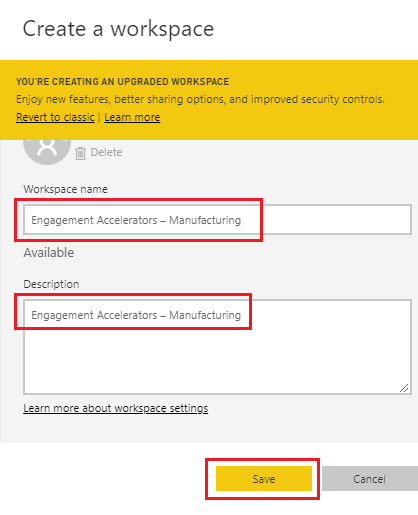 Create a workspace
YOU'RE CREATING AN UPGRADED WORKSPACE
Enjoy new features, better sharing options, and improved security controls.
Revert to classic | Learn more
Delete
Workspace name
Engagement Accelerators – Manufacturing
Available
Description
Engagement Accelerators – Manufacturing
Learn more about workspace settings
Save
Cancel